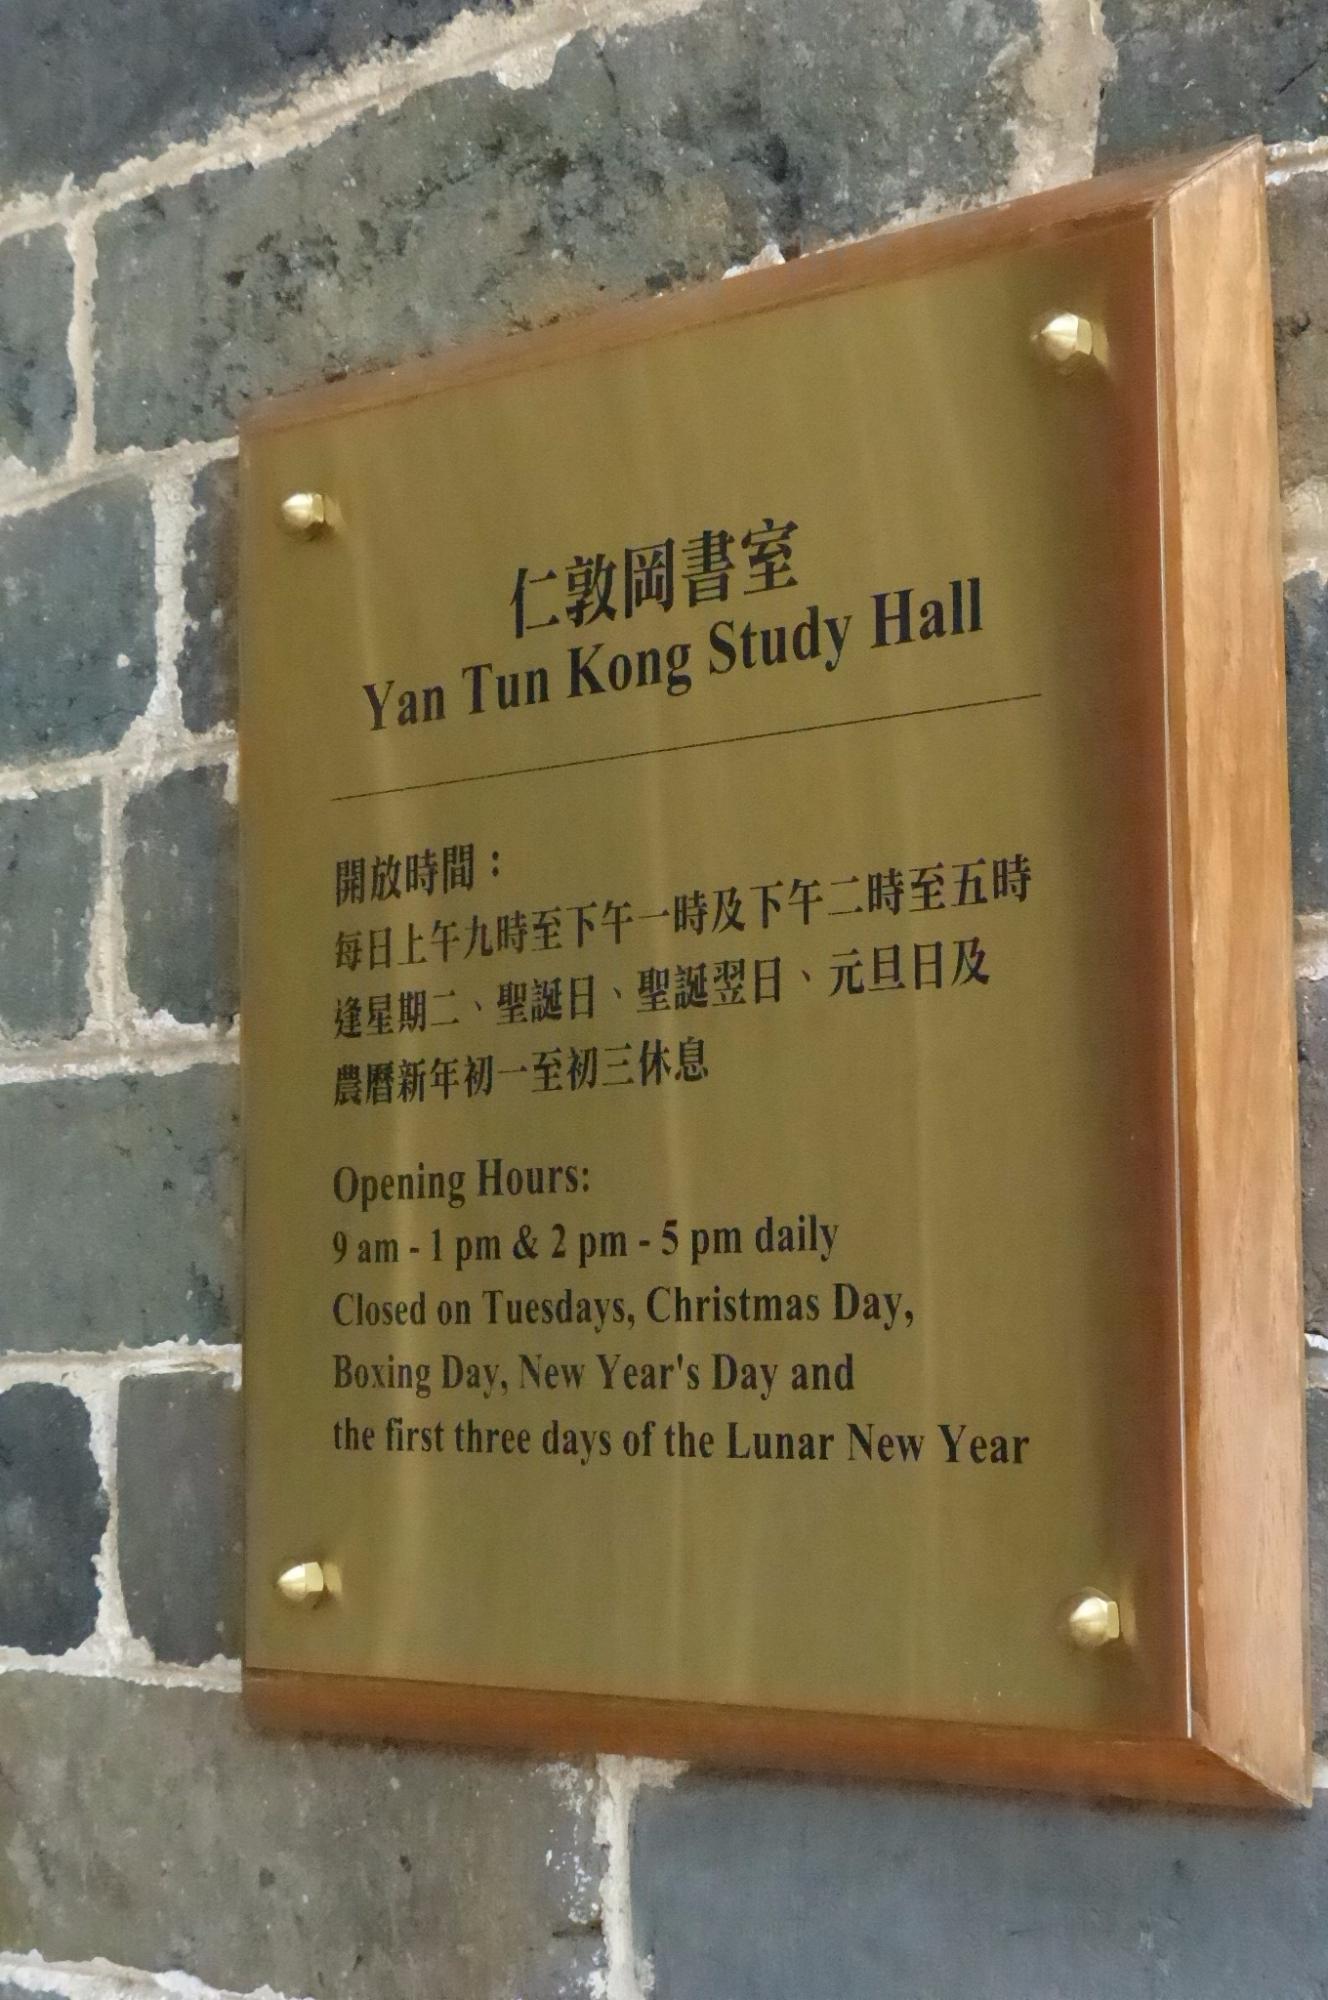 仁敦岡書室
Yan Tun Kong Study Hall
開放時間：
每日上午九時至下午一時及下午二時至五時
逢星期二、聖誕日、聖誕翌日、元旦日及
農曆新年初一至初三休息
Opening Hours:
9 am - 1 pm & 2 pm - 5 pm daily
Closed on Tuesdays, Christmas Day,
Boxing Day, New Year's Day and
the first three days of the Lunar New Year